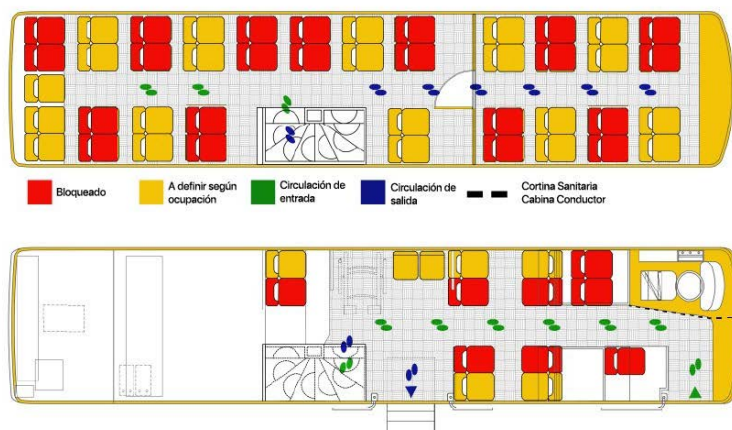 Bloqueado
A definir según
ocupación
Circulación de
entrada
Circulación de
salida
Cortina Sanitaria
Cabina Conductor